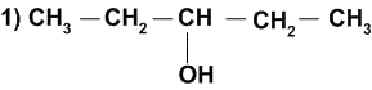 1) CH₃ — CH₂ — CH — CH₂ — CH₃
OH